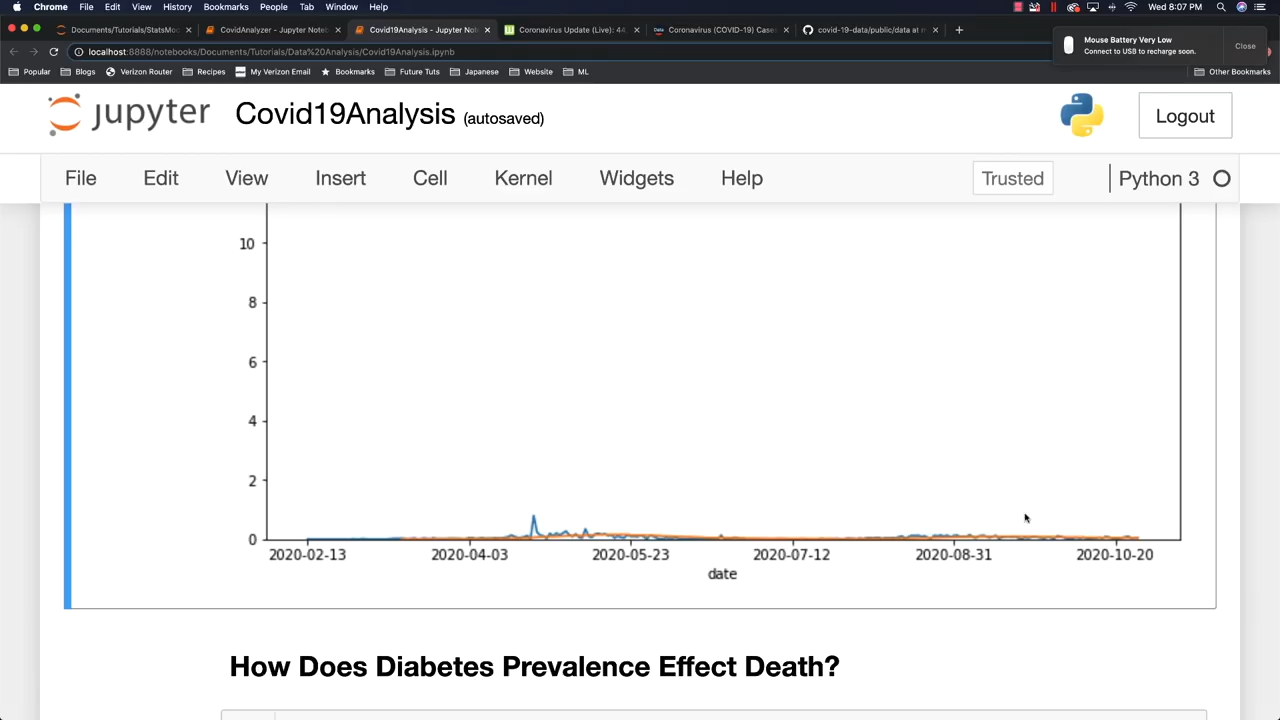 Chrome File Edit View History Bookmarks People Tab Window Help Wed 8:07 PM
Documents/Tutorials/StatsMod CovidAnalyzer - Jupyter Noteb Covid19Analysis - Jupyter Not Coronavirus Update (Live): 44, Coronavirus (COVID-19) Cases covid-19-data/public/data at m
localhost:8888/notebooks/Documents/Tutorials/Data%20Analysis/Covid19Analysis.ipynb
Mouse Battery Very Low
Connect to USB to recharge soon.
Close
Popular Blogs Verizon Router Recipes My Verizon Email Bookmarks Future Tuts Japanese Website ML Other Bookmarks
jupyter Covid19Analysis (autosaved) Logout
File Edit View Insert Cell Kernel Widgets Help Trusted Python 3
10
8
6
4
2
0
2020-02-13 2020-04-03 2020-05-23 2020-07-12 2020-08-31 2020-10-20
date
How Does Diabetes Prevalence Effect Death?